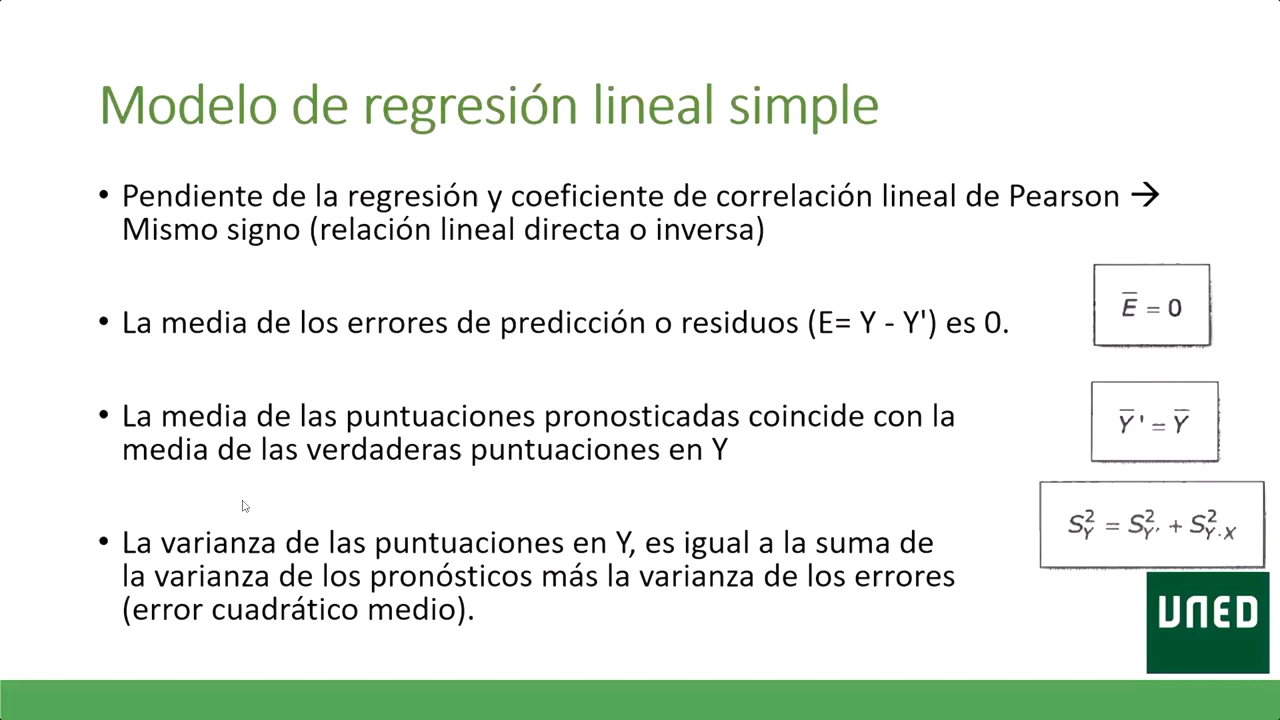 Modelo de regresión lineal simple
• Pendiente de la regresión y coeficiente de correlación lineal de Pearson →
Mismo signo (relación lineal directa o inversa)
• La media de los errores de predicción o residuos (E= Y - Y') es 0.
E̅ = 0
• La media de las puntuaciones pronosticadas coincide con la
media de las verdaderas puntuaciones en Y
Y̅ ' = Y̅
• La varianza de las puntuaciones en Y, es igual a la suma de
la varianza de los pronósticos más la varianza de los errores
(error cuadrático medio).
S²_Y = S²_Y' + S²_Y·X
UNED